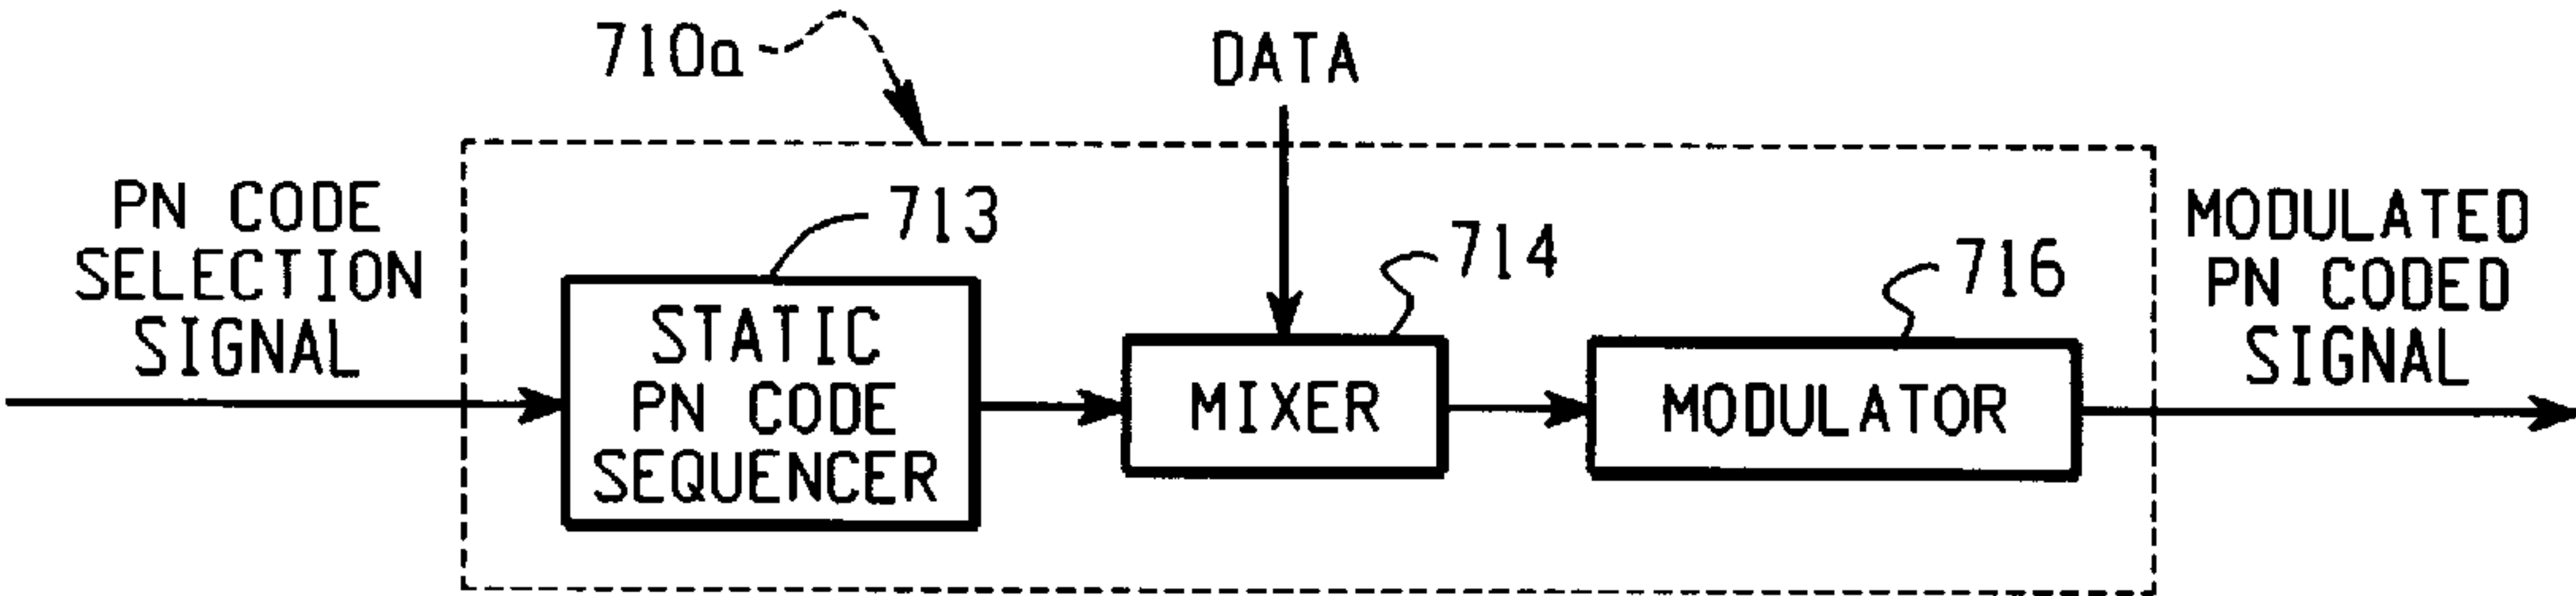 710a
DATA
PN CODE
SELECTION
SIGNAL
713
STATIC
PN CODE
SEQUENCER
714
MIXER
716
MODULATOR
MODULATED
PN CODED
SIGNAL